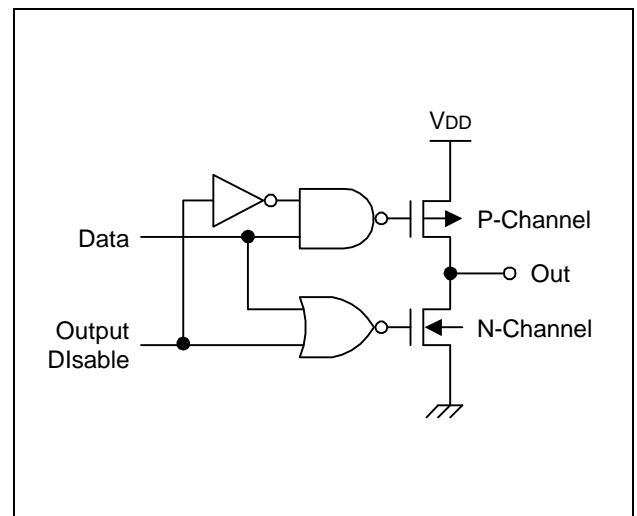 VDD
P-Channel
Data
Out
Output
DIsable
N-Channel